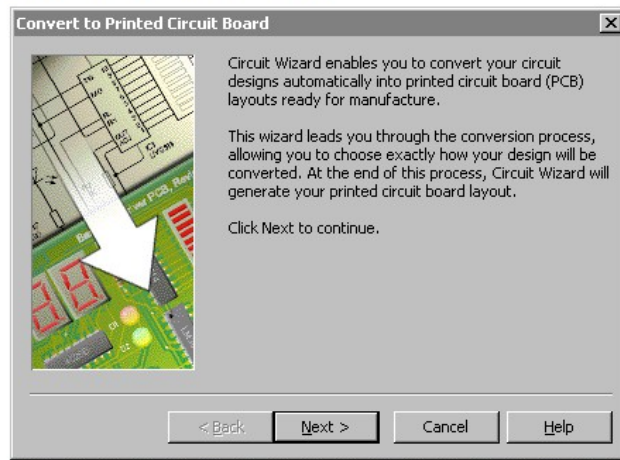 Convert to Printed Circuit Board
Circuit Wizard enables you to convert your circuit
designs automatically into printed circuit board (PCB)
layouts ready for manufacture.
This wizard leads you through the conversion process,
allowing you to choose exactly how your design will be
converted. At the end of this process, Circuit Wizard will
generate your printed circuit board layout.
Click Next to continue.
< Back
Next >
Cancel
Help